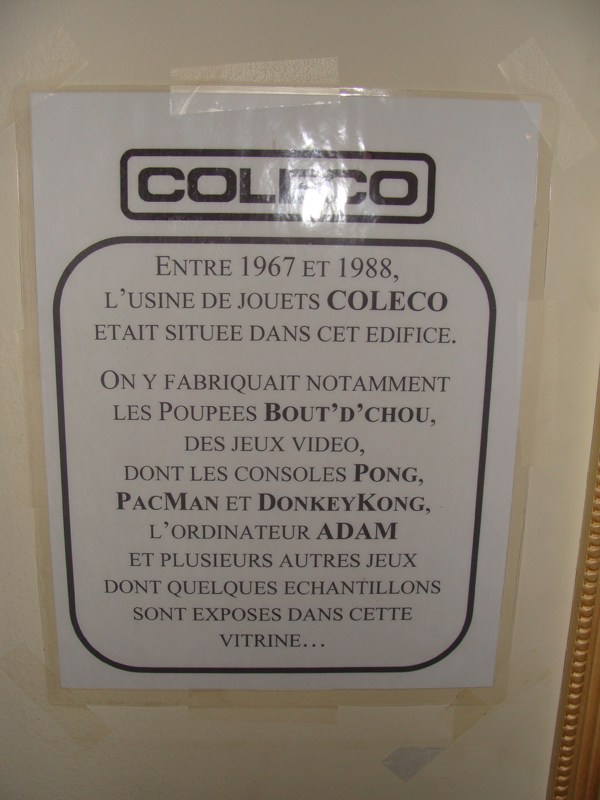 COLECO
ENTRE 1967 ET 1988,
L'USINE DE JOUETS COLECO
ETAIT SITUEE DANS CET EDIFICE.
ON Y FABRIQUAIT NOTAMMENT
LES POUPEES BOUT'D'CHOU,
DES JEUX VIDEO,
DONT LES CONSOLES PONG,
PACMAN ET DONKEYKONG,
L'ORDINATEUR ADAM
ET PLUSIEURS AUTRES JEUX
DONT QUELQUES ECHANTILLONS
SONT EXPOSES DANS CETTE
VITRINE...